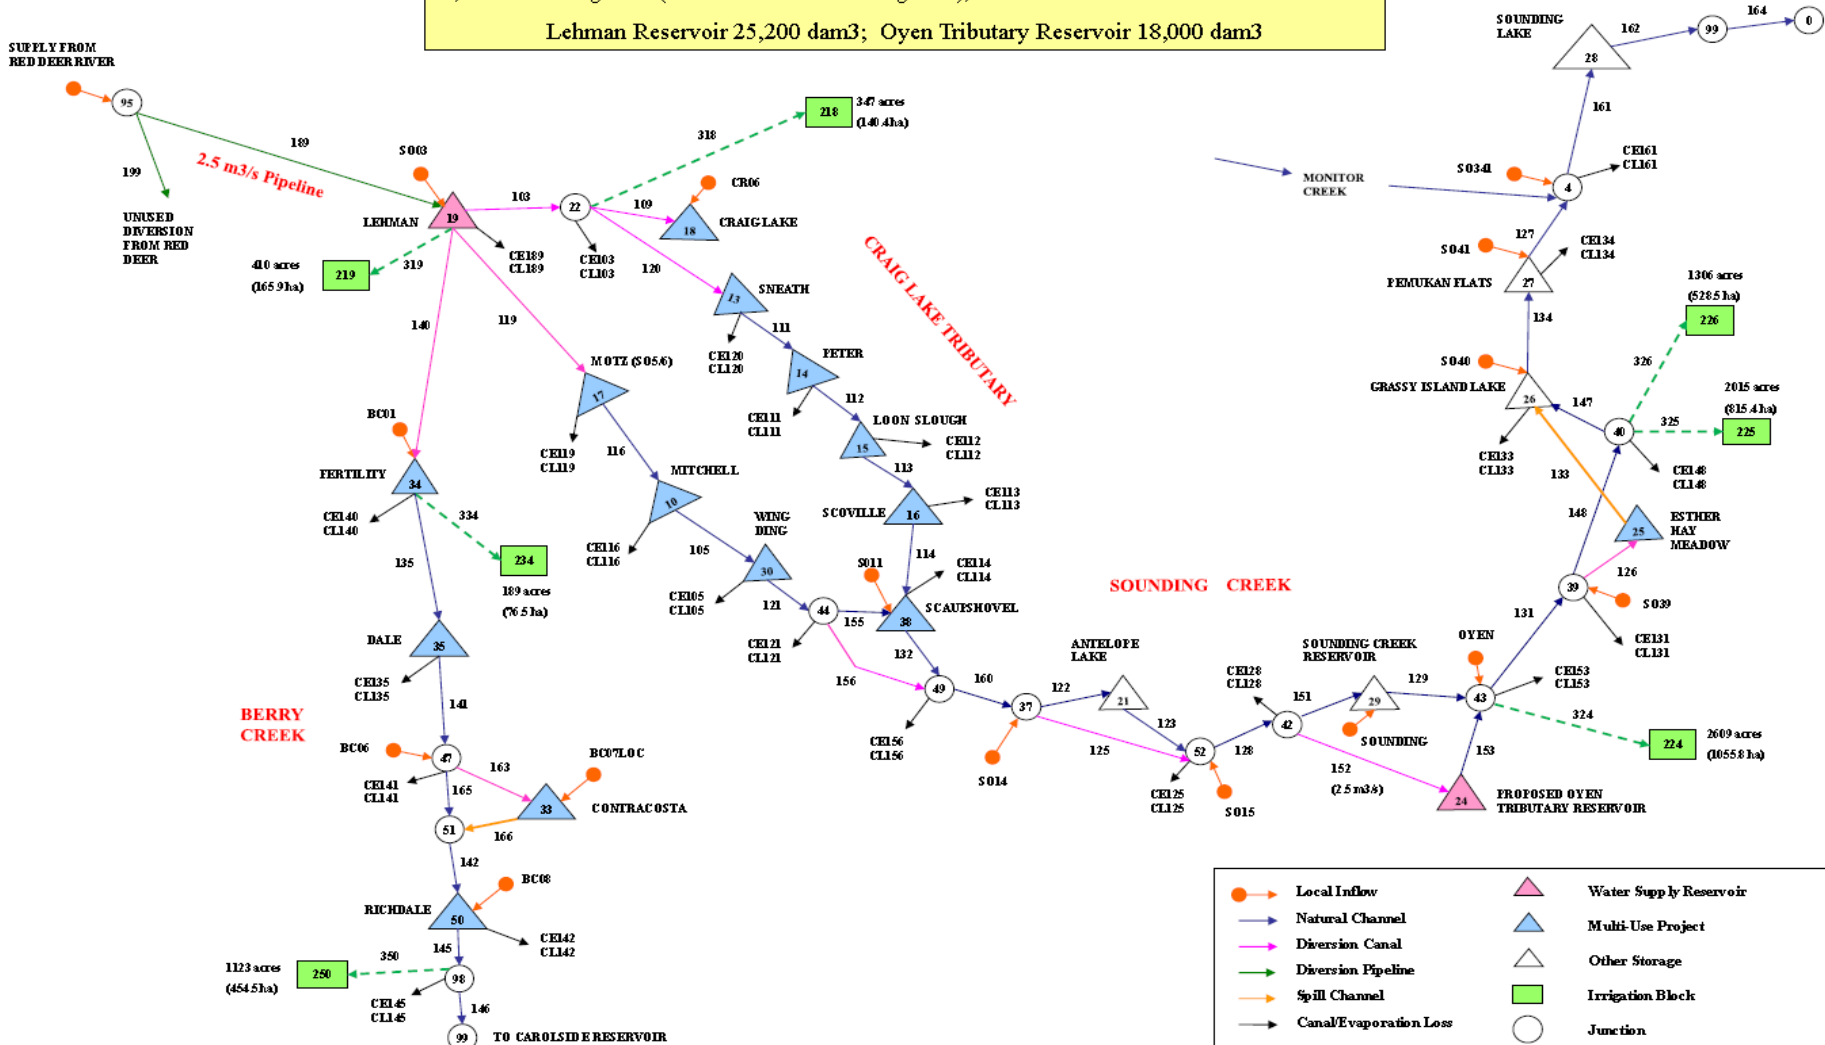 Lehman Reservoir 25,200 dam3; Oyen Tributary Reservoir 18,000 dam3
SUPPLY FROM
RED DEER RIVER
95
189
199
2.5 m3/s Pipeline
UNUSED
DIVERSION
FROM RED
DEER
SO03
LEHMAN
19
103
22
318
218
347 acres
(140.4ha)
109
CR06
18
CRAIG LAKE
CE189
CL189
CE103
CL103
120
410 acres
(165.9ha)
219
319
140
119
13
SNEATH
CE120
CL120
111
PETER
14
CE111
CL111
112
LOON SLOUGH
15
CE112
CL112
113
SCOVILLE
16
CE113
CL113
114
CRAIG LAKE TRIBUTARY
MOTZ (SO5/6)
17
CE119
CL119
116
MITCHELL
10
CE116
CL116
105
WING
DING
30
CE105
CL105
121
44
CE121
CL121
155
156
SO11
CE114
CL114
SCAUPSHOVEL
38
132
49
CE156
CL156
160
37
SO14
122
ANTELOPE
LAKE
21
123
125
52
CE125
CL125
SO15
128
CE128
CL128
42
151
152
(2.5 m3/s)
SOUNDING CREEK
RESERVOIR
29
SOUNDING
129
OYEN
43
CE153
CL153
324
224
2609 acres
(1055.8ha)
153
24
PROPOSED OYEN
TRIBUTARY RESERVOIR
SOUNDING CREEK
131
39
SO39
CE131
CL131
126
25
ESTHER
HAY
MEADOW
148
133
40
CE148
CL148
147
325
225
2015 acres
(815.4ha)
326
226
1306 acres
(528.5ha)
SO40
GRASSY ISLAND LAKE
26
CE133
CL133
134
PEMUKAN FLATS
27
SO41
CE134
CL134
127
MONITOR
CREEK
SO341
4
CE161
CL161
161
SOUNDING
LAKE
28
162
99
164
0
BC01
FERTILITY
34
CE140
CL140
334
234
189 acres
(76.5ha)
135
DALE
35
CE135
CL135
141
BERRY
CREEK
BC06
47
CE141
CL141
163
165
BC07LOC
33
CONTRACOSTA
166
51
142
BC08
RICHDALE
50
CE142
CL142
145
350
250
1123 acres
(454.5ha)
98
CE145
CL145
146
99
TO CAROLSIDE RESERVOIR
Local Inflow
Natural Channel
Diversion Canal
Diversion Pipeline
Spill Channel
Canal/Evaporation Loss
Water Supply Reservoir
Multi-Use Project
Other Storage
Irrigation Block
Junction